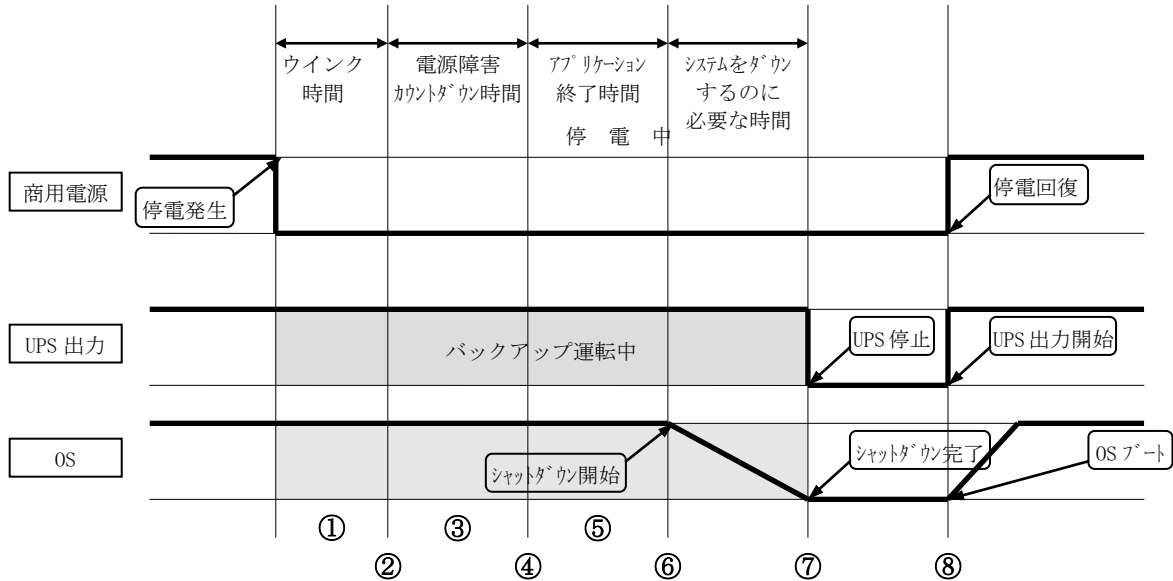 ウインク
時間
電源障害
ｶｳﾝﾄﾀﾞｳﾝ時間
ｱﾌﾟﾘｹｰｼｮﾝ
終了時間
ｼｽﾃﾑをﾀﾞｳﾝ
するのに
必要な時間
停 電 中
商用電源
停電発生
停電回復
UPS 出力
バックアップ運転中
UPS 停止
UPS 出力開始
OS
ｼｬｯﾄﾀﾞｳﾝ開始
ｼｬｯﾄﾀﾞｳﾝ完了
OS ﾌﾞｰﾄ
① ③ ⑤
② ④ ⑥ ⑦ ⑧